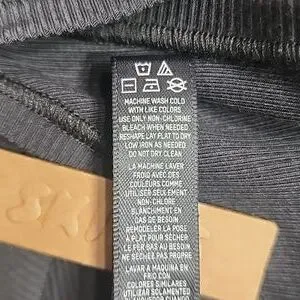 MACHINE WASH COLD
WITH LIKE COLORS
USE ONLY NON-CHLORINE
BLEACH WHEN NEEDED
RESHAPE LAY FLAT TO DRY
LOW IRON AS NEEDED
DO NOT DRY CLEAN
A LA MACHINE LAVER
FROID AVEC DES
COULEURS COMME
UTILISER SEULEMENT
NON-CHLORINE
BLANCHIMENT EN
CAS DE BESOIN
REMODELER LA POSE
A PLAT POUR SÉCHER
LE FER BAS AU BESOIN
NE SÉCHEZ PAS PROPRE
LAVAR A MAQUINA EN
FRIO CON
COLORES SIMILARES
UTILIZAR SOLAMENTE